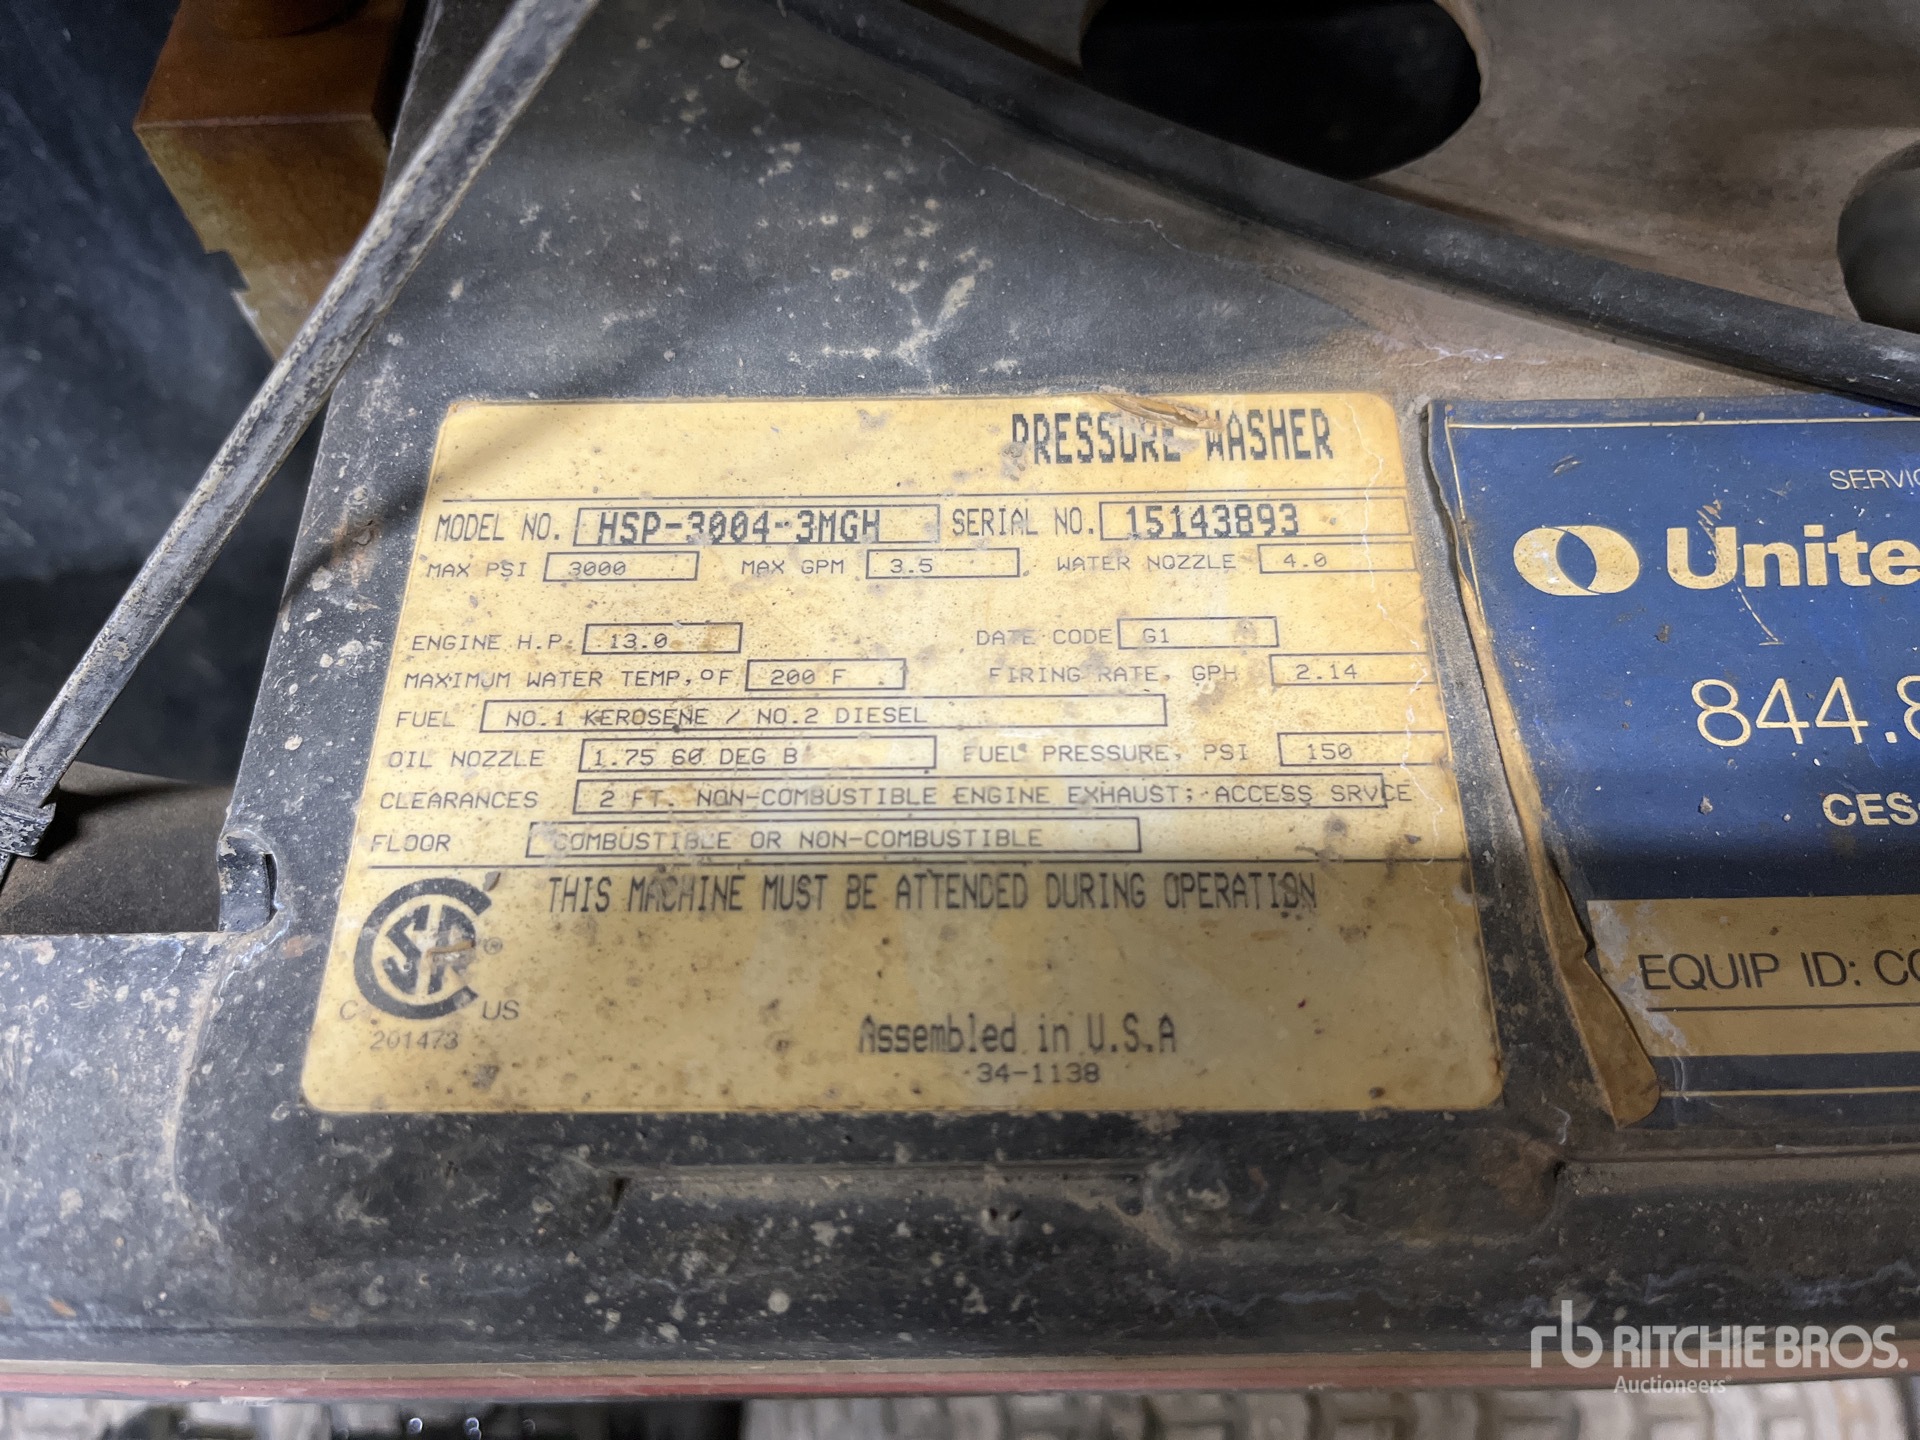 PRESSURE WASHER
MODEL NO. HSP-3004-3MGH SERIAL NO. 15143893
MAX PSI 3000 MAX GPM 3.5 WATER NOZZLE 4.0
ENGINE H.P. 13.0 DATE CODE G1
MAXIMUM WATER TEMP,ºF 200 F FIRING RATE, GPH 2.14
FUEL NO.1 KEROSENE / NO.2 DIESEL
OIL NOZZLE 1.75 60 DEG B FUEL PRESSURE, PSI 150
CLEARANCES 2 FT. NON-COMBUSTIBLE ENGINE EXHAUST; ACCESS SRVCE
FLOOR COMBUSTIBLE OR NON-COMBUSTIBLE
THIS MACHINE MUST BE ATTENDED DURING OPERATION
CSA ® C US
201473
Assembled in U.S.A
34-1138
SERVIC
Unite
844.8
CES
EQUIP ID: CO
rb RITCHIE BROS.
Auctioneers